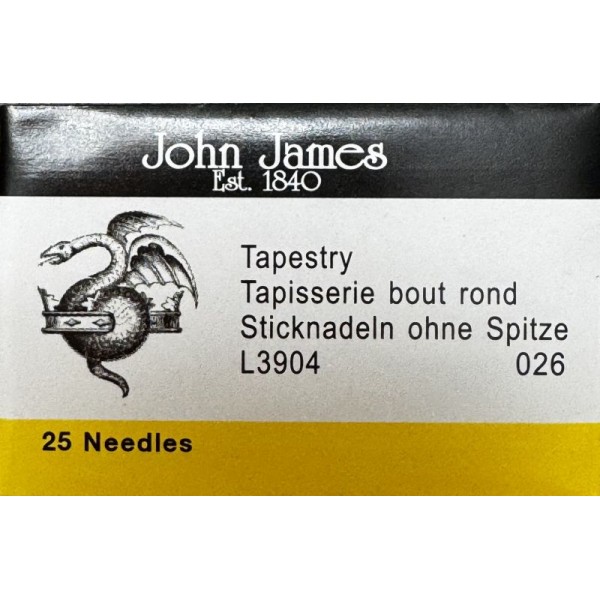 John James
Est. 1840
Tapestry
Tapisserie bout rond
Sticknadeln ohne Spitze
L3904 026
25 Needles